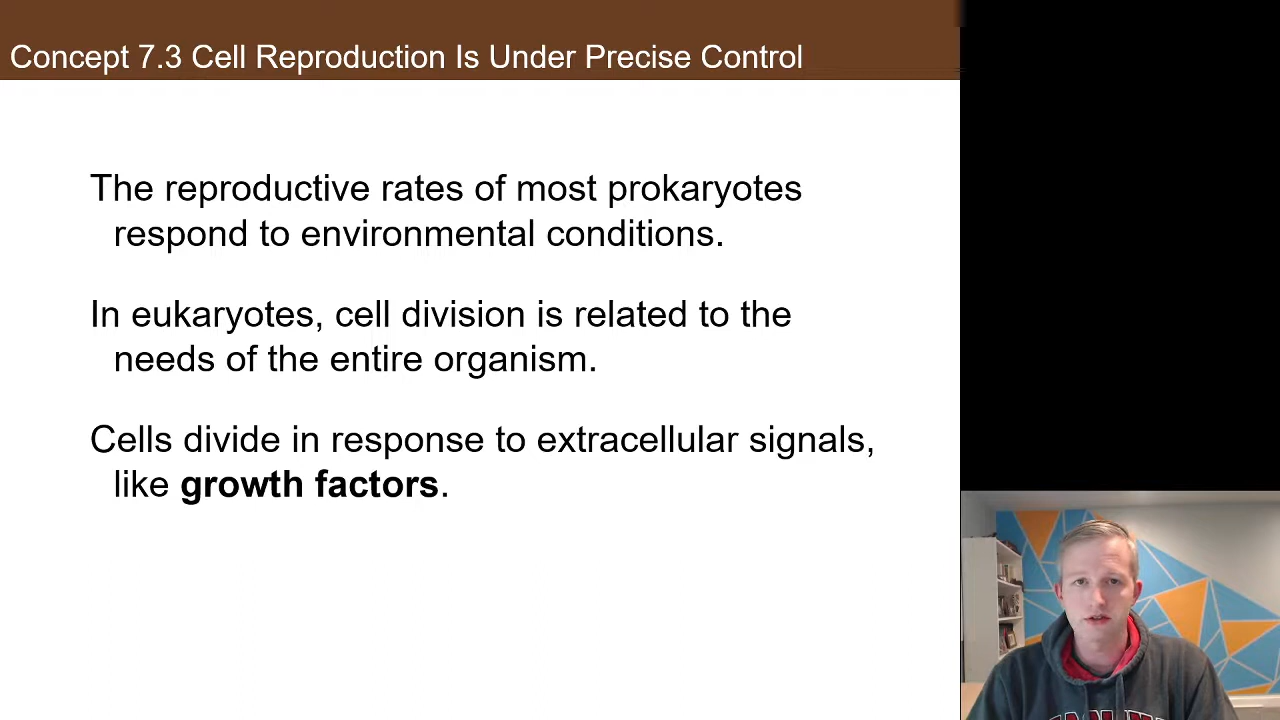 Concept 7.3 Cell Reproduction Is Under Precise Control
The reproductive rates of most prokaryotes
respond to environmental conditions.
In eukaryotes, cell division is related to the
needs of the entire organism.
Cells divide in response to extracellular signals,
like growth factors.